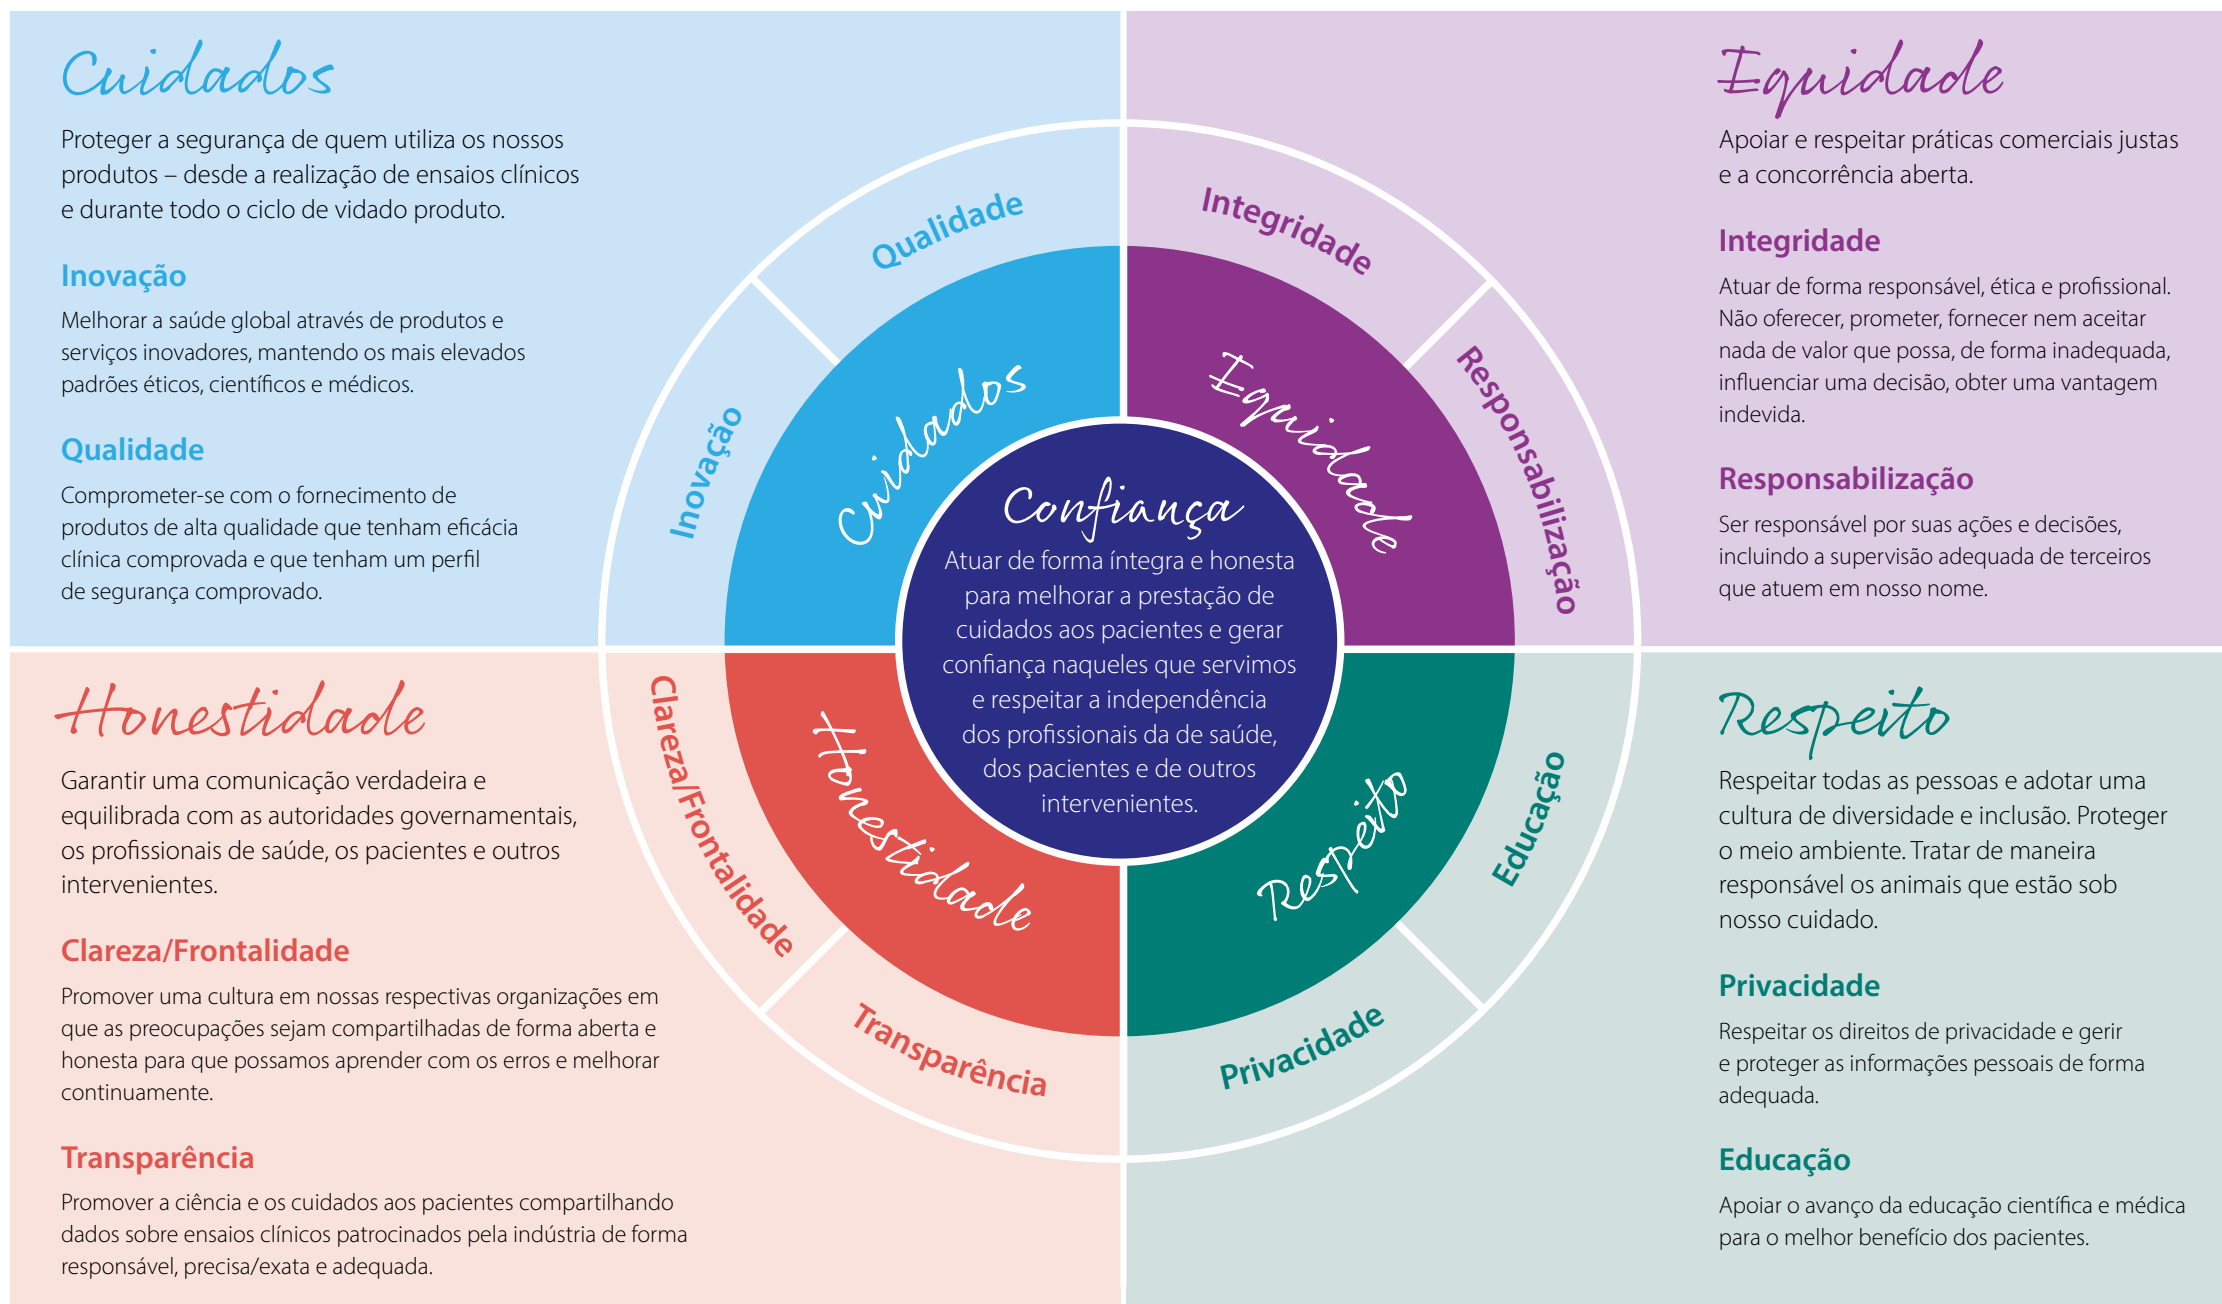 Cuidados
Proteger a segurança de quem utiliza os nossos
produtos – desde a realização de ensaios clínicos
e durante todo o ciclo de vidado produto.
Inovação
Melhorar a saúde global através de produtos e
serviços inovadores, mantendo os mais elevados
padrões éticos, científicos e médicos.
Qualidade
Comprometer-se com o fornecimento de
produtos de alta qualidade que tenham eficácia
clínica comprovada e que tenham um perfil
de segurança comprovado.
Equidade
Apoiar e respeitar práticas comerciais justas
e a concorrência aberta.
Integridade
Atuar de forma responsável, ética e profissional.
Não oferecer, prometer, fornecer nem aceitar
nada de valor que possa, de forma inadequada,
influenciar uma decisão, obter uma vantagem
indevida.
Responsabilização
Ser responsável por suas ações e decisões,
incluindo a supervisão adequada de terceiros
que atuem em nosso nome.
Qualidade
Inovação
Cuidados
Integridade
Responsabilização
Equidade
Confiança
Atuar de forma íntegra e honesta
para melhorar a prestação de
cuidados aos pacientes e gerar
confiança naqueles que servimos
e respeitar a independência
dos profissionais da de saúde,
dos pacientes e de outros
intervenientes.
Clareza/Frontalidade
Honestidade
Transparência
Respeito
Educação
Privacidade
Honestidade
Garantir uma comunicação verdadeira e
equilibrada com as autoridades governamentais,
os profissionais de saúde, os pacientes e outros
intervenientes.
Clareza/Frontalidade
Promover uma cultura em nossas respectivas organizações em
que as preocupações sejam compartilhadas de forma aberta e
honesta para que possamos aprender com os erros e melhorar
continuamente.
Transparência
Promover a ciência e os cuidados aos pacientes compartilhando
dados sobre ensaios clínicos patrocinados pela indústria de forma
responsável, precisa/exata e adequada.
Respeito
Respeitar todas as pessoas e adotar uma
cultura de diversidade e inclusão. Proteger
o meio ambiente. Tratar de maneira
responsável os animais que estão sob
nosso cuidado.
Privacidade
Respeitar os direitos de privacidade e gerir
e proteger as informações pessoais de forma
adequada.
Educação
Apoiar o avanço da educação científica e médica
para o melhor benefício dos pacientes.